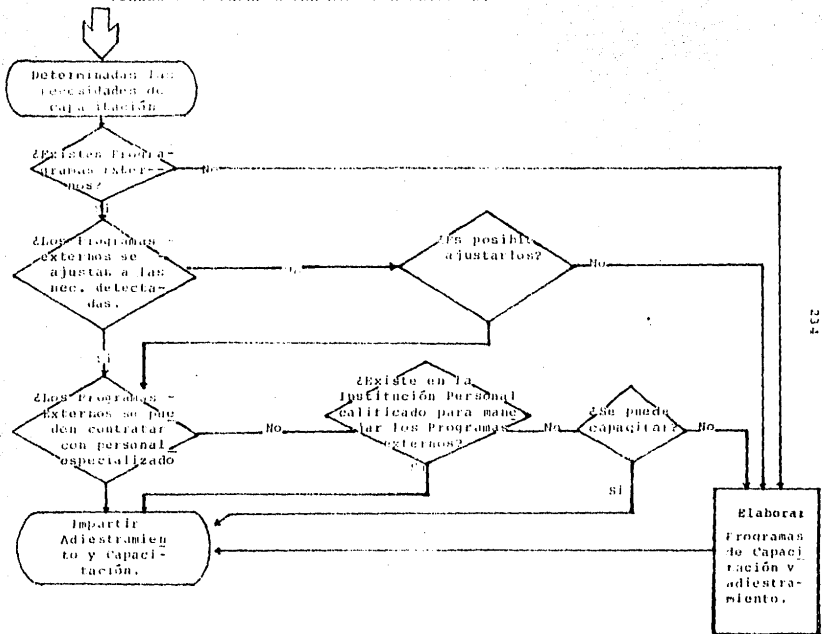 Determinadas las
necesidades de
capacitación
¿Existen Progra-
gramas exter--
nos?
No
Si
¿Los Programas -
externos se
ajustan a las
nec. detecta-
das.
¿Es posible
ajustarlos?
No
Si
¿Los Programas -
Externos se pue
den contratar
con personal
especializado
No
¿Existe en la
Institución Personal
calificado para mane
jar los Programas
externos?
No
¿Se puede
capacitar?
No
si
Impartir
Adiestramien
to y Capaci-
tación.
Elaborar
Programas
de Capaci
tación y
adiestra-
miento.
234